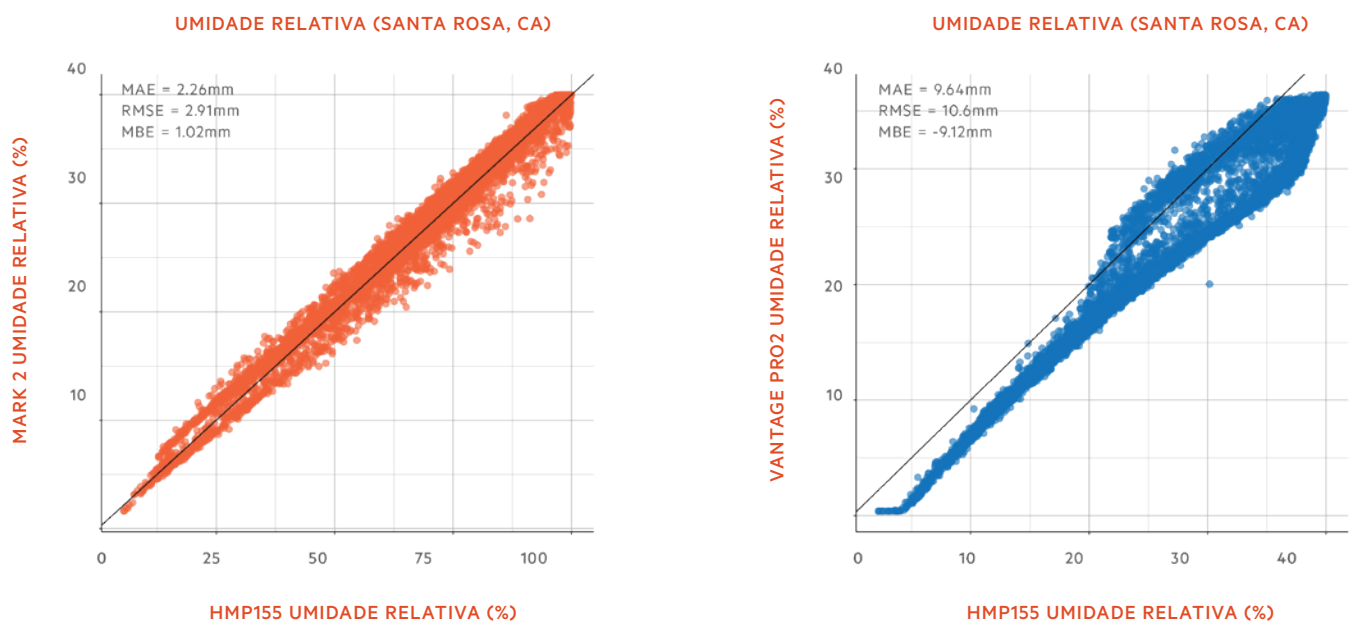 UMIDADE RELATIVA (SANTA ROSA, CA)
40
MAE = 2.26mm
RMSE = 2.91mm
MBE = 1.02mm
30
20
10
MARK 2 UMIDADE RELATIVA (%)
0 25 50 75 100
HMP155 UMIDADE RELATIVA (%)
UMIDADE RELATIVA (SANTA ROSA, CA)
40
MAE = 9.64mm
RMSE = 10.6mm
MBE = -9.12mm
30
20
10
VANTAGE PRO2 UMIDADE RELATIVA (%)
0 10 20 30 40
HMP155 UMIDADE RELATIVA (%)